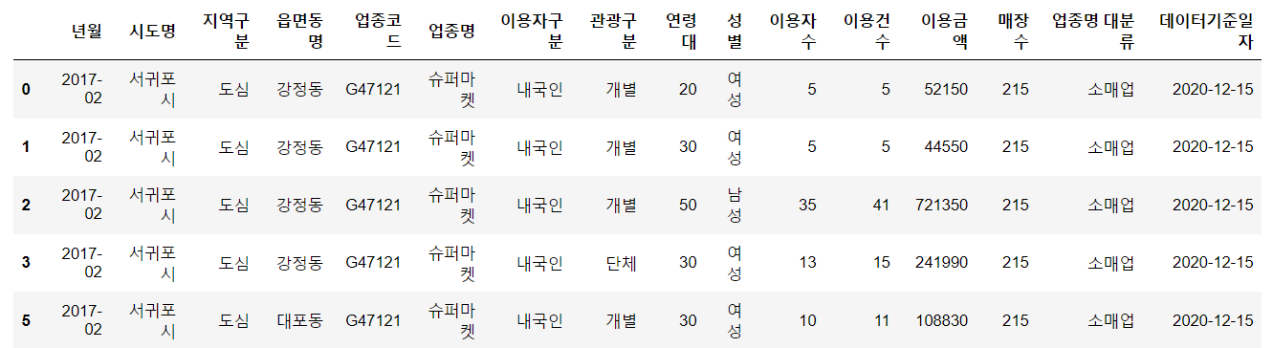 년월 시도명 지역구분 읍면동명 업종코드 업종명 이용자구분 관광구분 연령대 성별 이용자수 이용건수 이용금액 매장수 업종명 대분류 데이터기준일자
0 2017-02 서귀포시 도심 강정동 G47121 슈퍼마켓 내국인 개별 20 여성 5 5 52150 215 소매업 2020-12-15
1 2017-02 서귀포시 도심 강정동 G47121 슈퍼마켓 내국인 개별 30 여성 5 5 44550 215 소매업 2020-12-15
2 2017-02 서귀포시 도심 강정동 G47121 슈퍼마켓 내국인 개별 50 남성 35 41 721350 215 소매업 2020-12-15
3 2017-02 서귀포시 도심 강정동 G47121 슈퍼마켓 내국인 단체 30 여성 13 15 241990 215 소매업 2020-12-15
5 2017-02 서귀포시 도심 대포동 G47121 슈퍼마켓 내국인 개별 30 여성 10 11 108830 215 소매업 2020-12-15